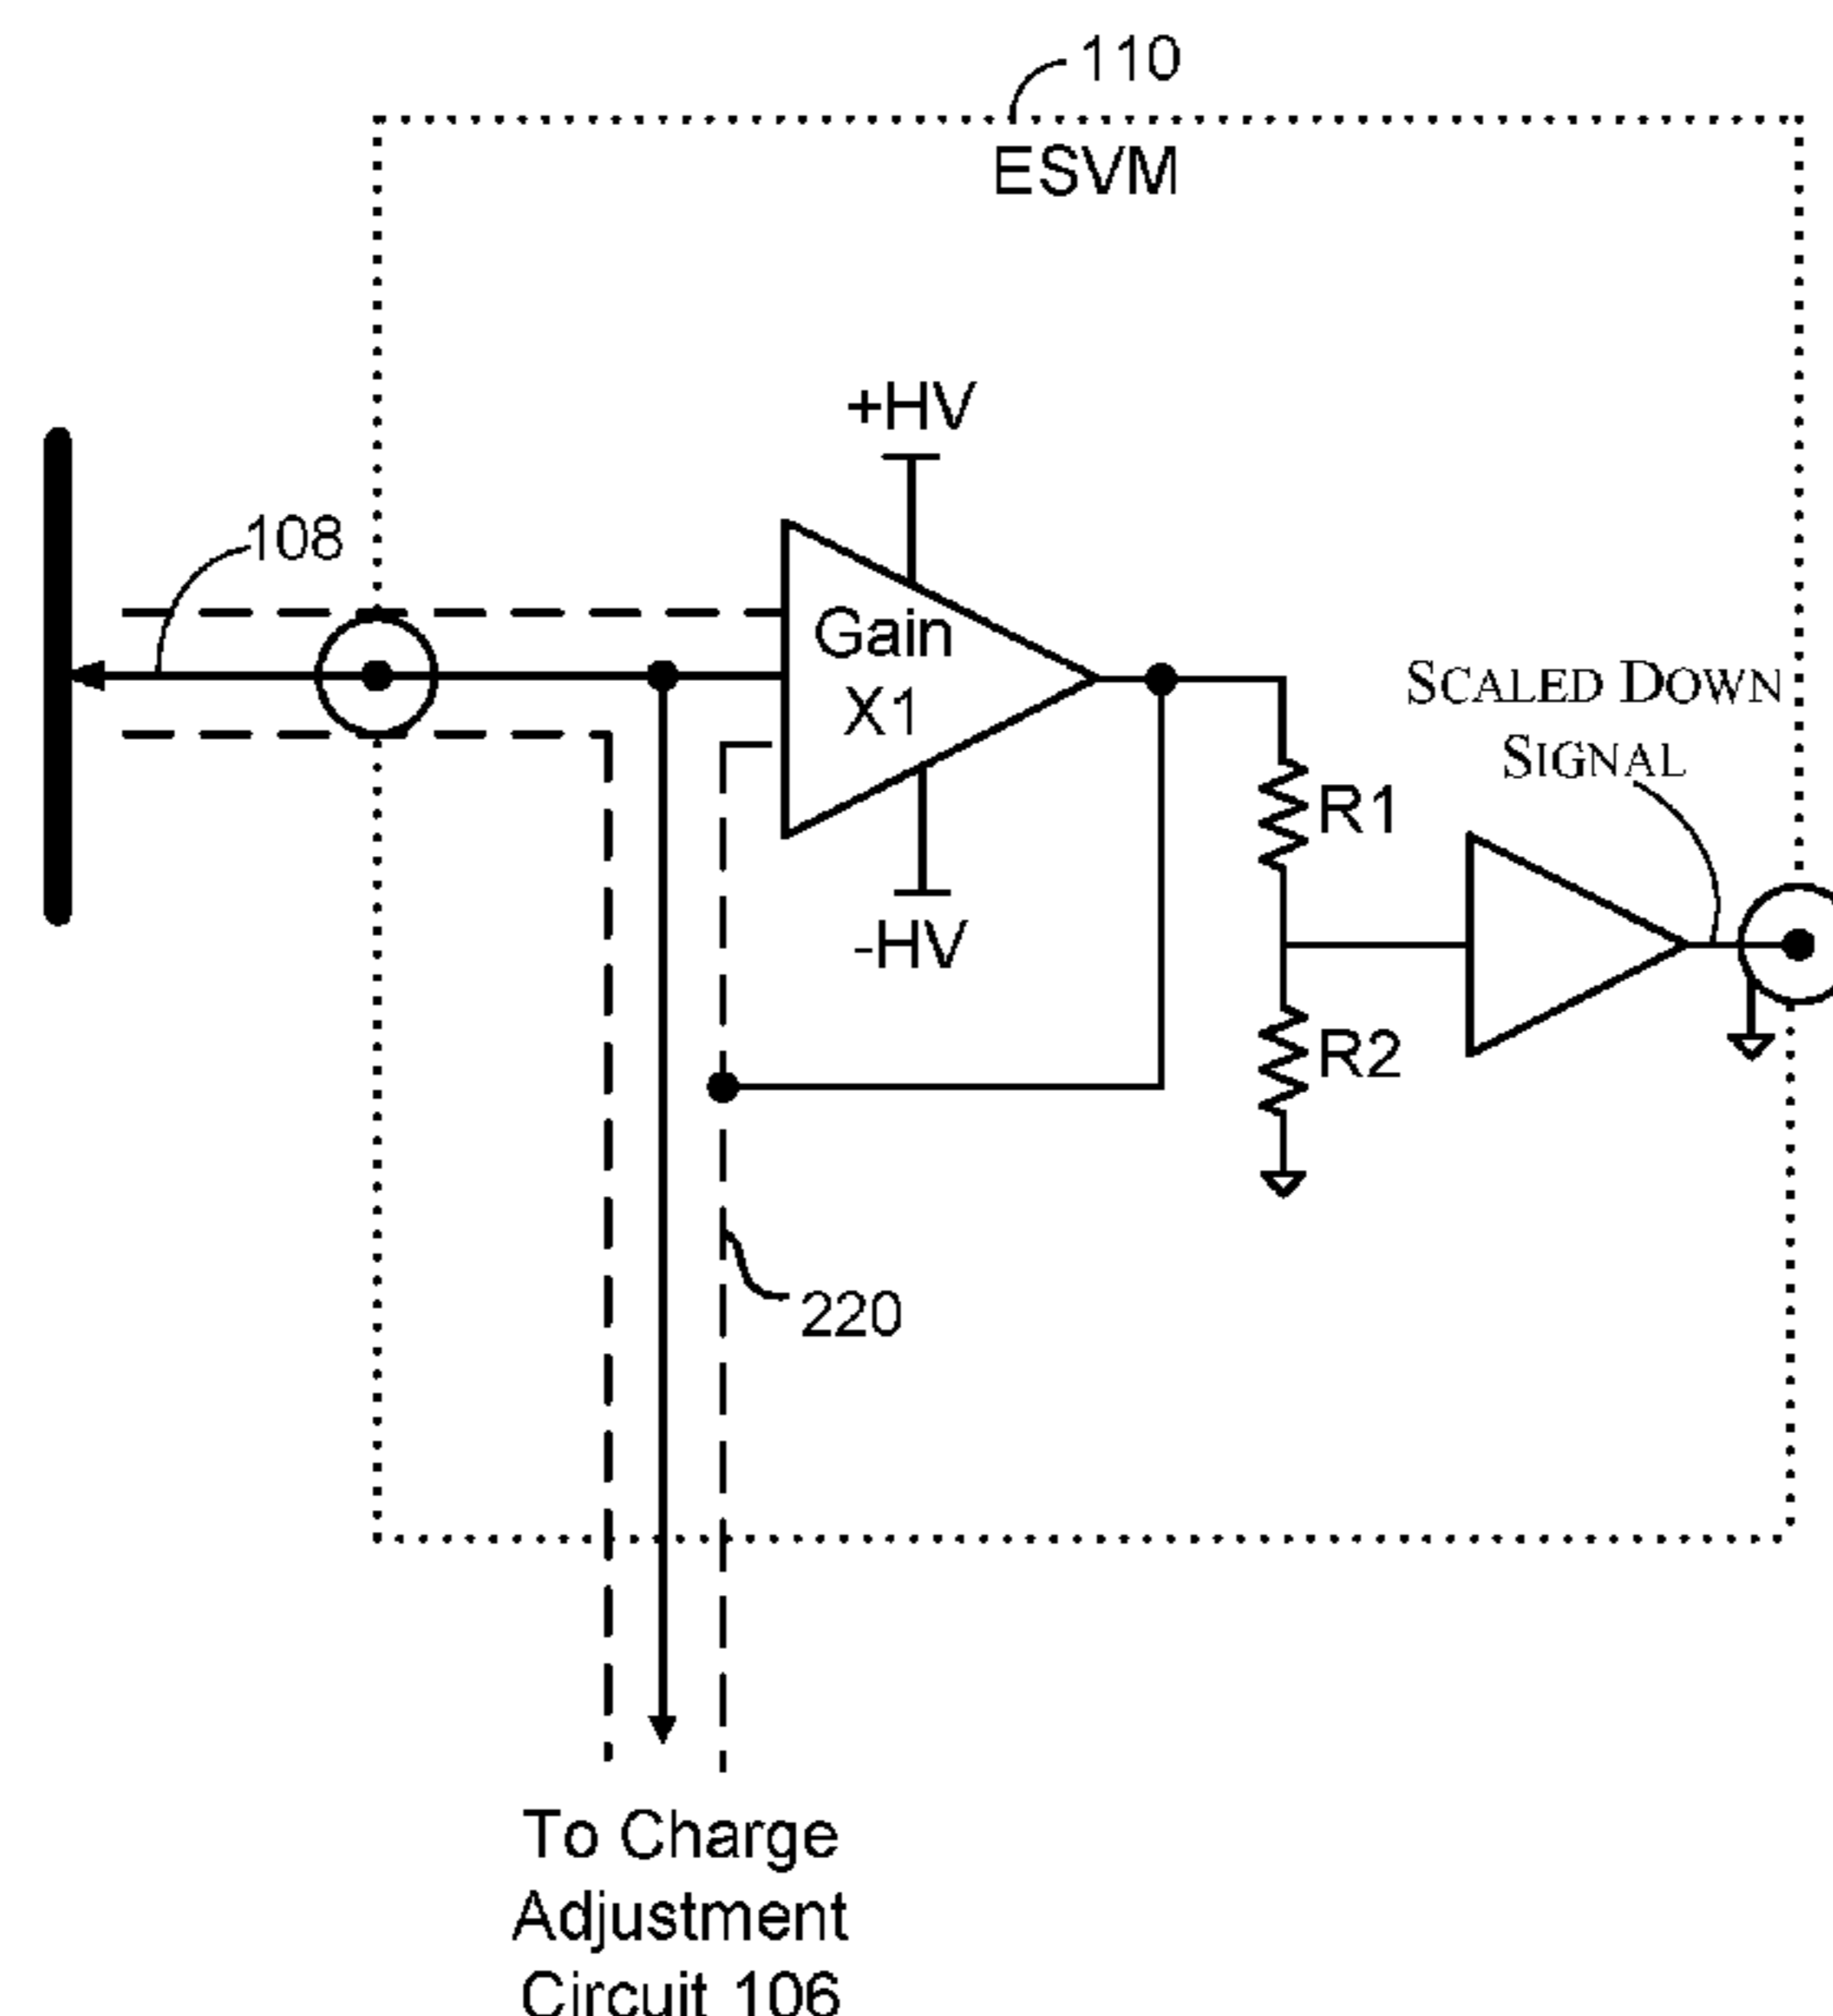 110
ESVM
+HV
108
Gain
X1
SCALED DOWN
SIGNAL
R1
-HV
R2
220
To Charge
Adjustment
Circuit 106